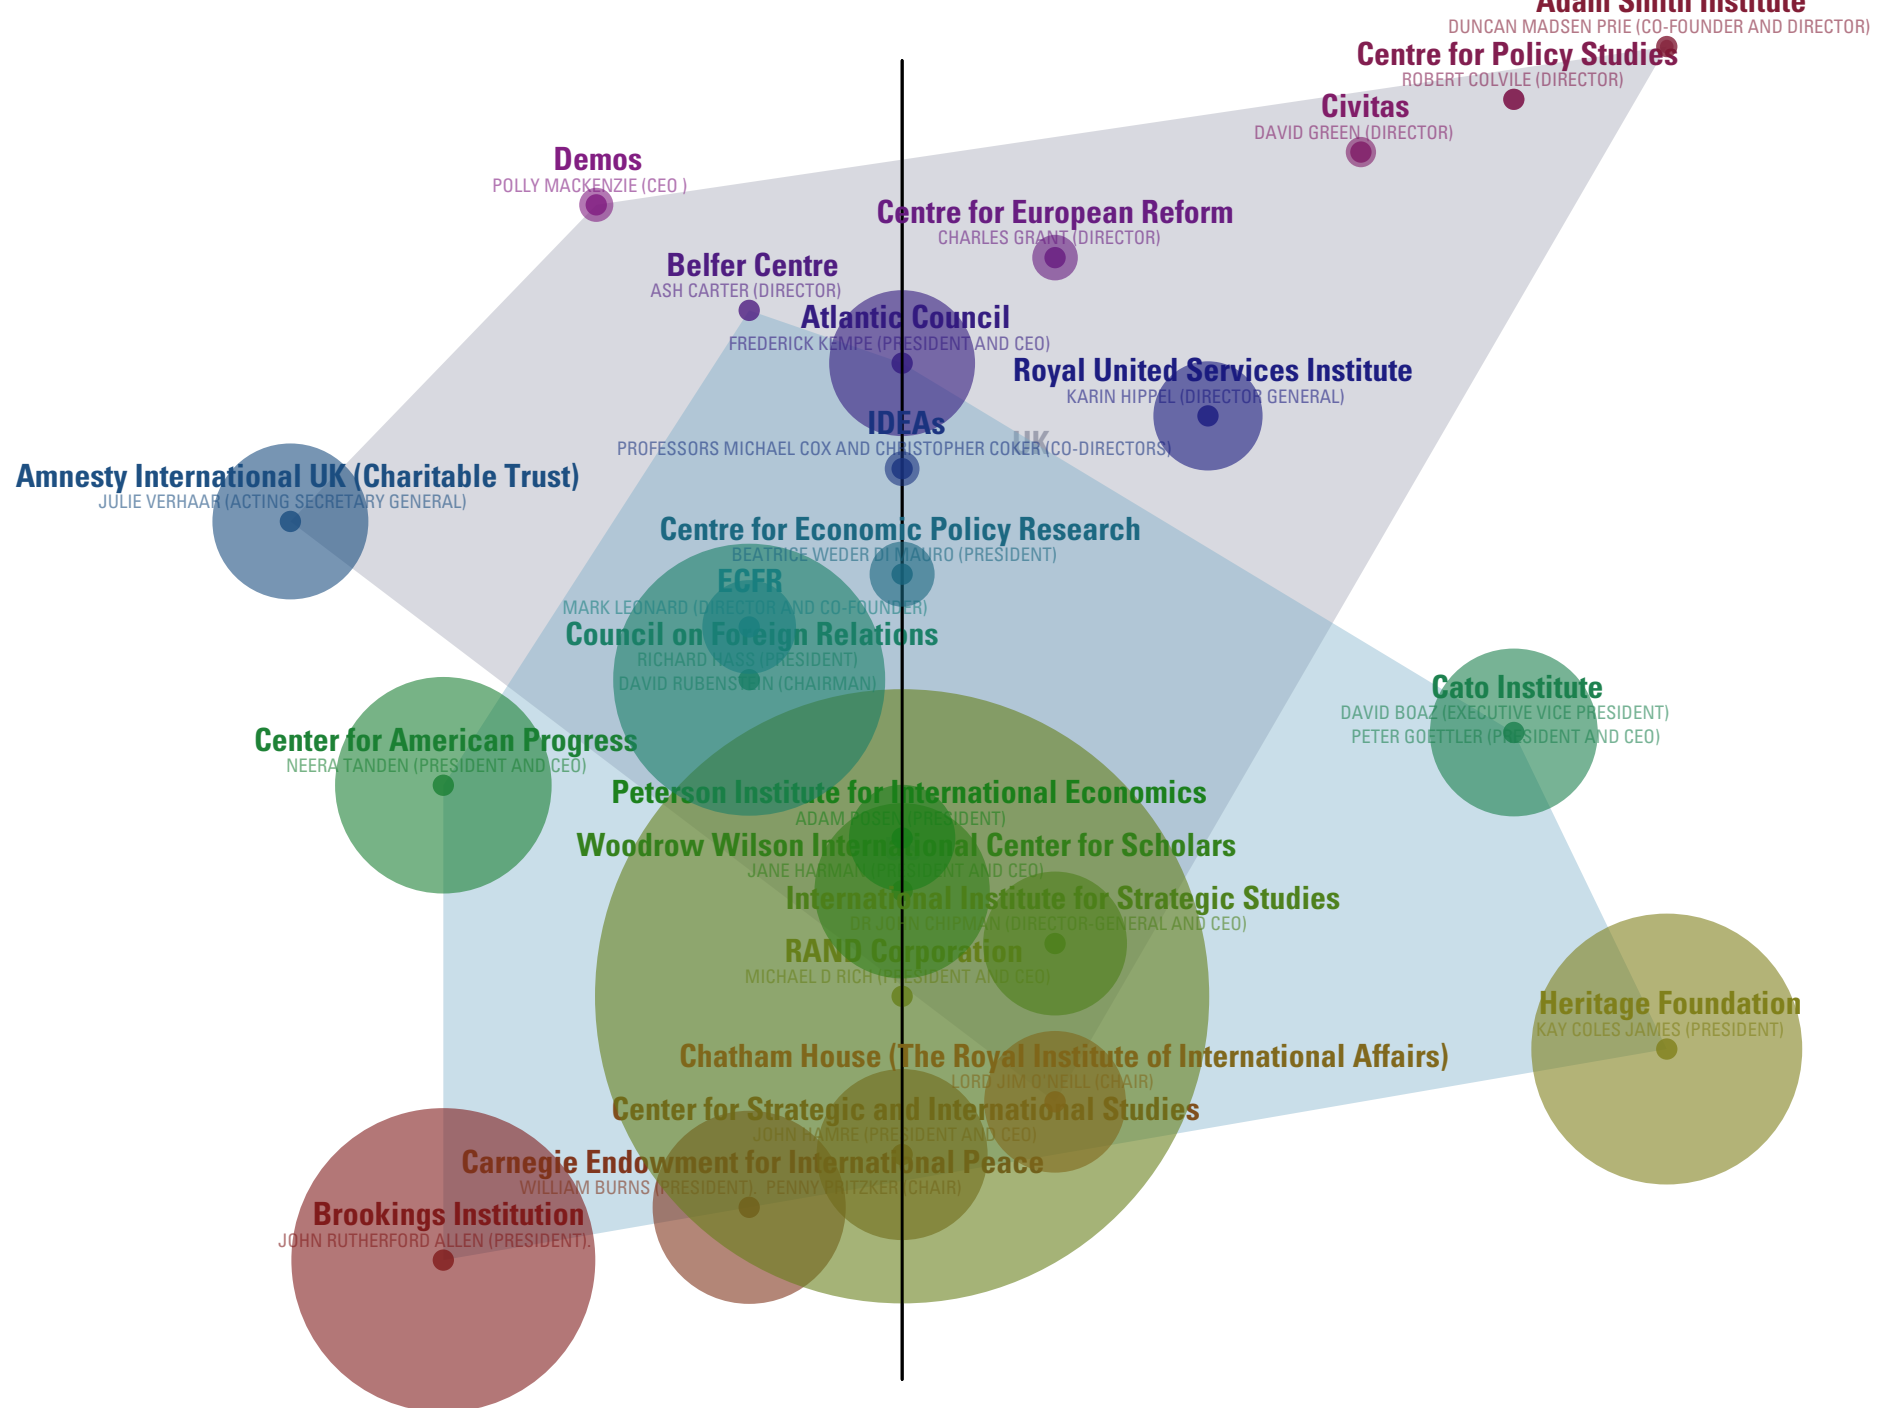 Adam Smith Institute
DUNCAN MADSEN PRIE (CO-FOUNDER AND DIRECTOR)
Centre for Policy Studies
ROBERT COLVILE (DIRECTOR)
Civitas
DAVID GREEN (DIRECTOR)
Demos
POLLY MACKENZIE (CEO )
Centre for European Reform
CHARLES GRANT (DIRECTOR)
Belfer Centre
ASH CARTER (DIRECTOR)
Atlantic Council
FREDERICK KEMPE (PRESIDENT AND CEO)
Royal United Services Institute
KARIN HIPPEL (DIRECTOR GENERAL)
IDEAs
UK
PROFESSORS MICHAEL COX AND CHRISTOPHER COKER (CO-DIRECTORS)
Amnesty International UK (Charitable Trust)
JULIE VERHAAR (ACTING SECRETARY GENERAL)
Centre for Economic Policy Research
BEATRICE WEDER DI MAURO (PRESIDENT)
ECFR
MARK LEONARD (DIRECTOR AND CO-FOUNDER)
Council on Foreign Relations
RICHARD HASS (PRESIDENT)
DAVID RUBENSTEIN (CHAIRMAN)
Cato Institute
DAVID BOAZ (EXECUTIVE VICE PRESIDENT)
PETER GOETTLER (PRESIDENT AND CEO)
Center for American Progress
NEERA TANDEN (PRESIDENT AND CEO)
Peterson Institute for International Economics
ADAM POSEN (PRESIDENT)
Woodrow Wilson International Center for Scholars
JANE HARMAN (PRESIDENT AND CEO)
International Institute for Strategic Studies
DR JOHN CHIPMAN (DIRECTOR-GENERAL AND CEO)
RAND Corporation
MICHAEL D RICH (PRESIDENT AND CEO)
Heritage Foundation
KAY COLES JAMES (PRESIDENT)
Chatham House (The Royal Institute of International Affairs)
LORD JIM O'NEILL (CHAIR)
Center for Strategic and International Studies
JOHN HAMRE (PRESIDENT AND CEO)
Carnegie Endowment for International Peace
WILLIAM BURNS (PRESIDENT). PENNY PRITZKER (CHAIR)
Brookings Institution
JOHN RUTHERFORD ALLEN (PRESIDENT).